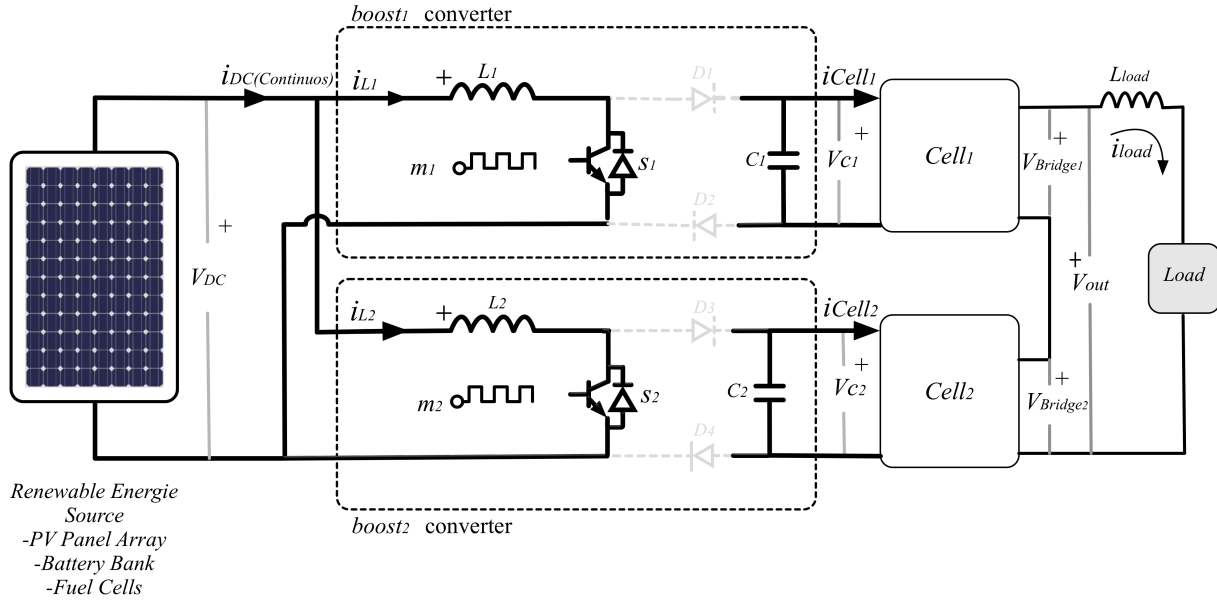 boost1 converter
iDC(Continuos)
iL1
+
L1
D1
iCell1
Lload
m1
S1
C1
+
VC1
Cell1
+
VBridge1
iload
D2
+
VDC
+
Vout
Load
iL2
+
L2
D3
iCell2
m2
S2
C2
+
VC2
Cell2
+
VBridge2
D4
Renewable Energie
Source
-PV Panel Array
-Battery Bank
-Fuel Cells
boost2 converter